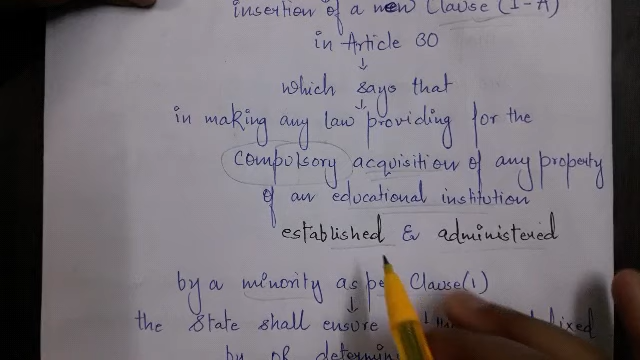 insertion of a new Clause (1-A)
in Article 30
↓
which says that
↓
in making any law providing for the
compulsory acquisition of any property
of an educational institution
established & administered
by a minority as per Clause(1)
↓
the State shall ensure
by or